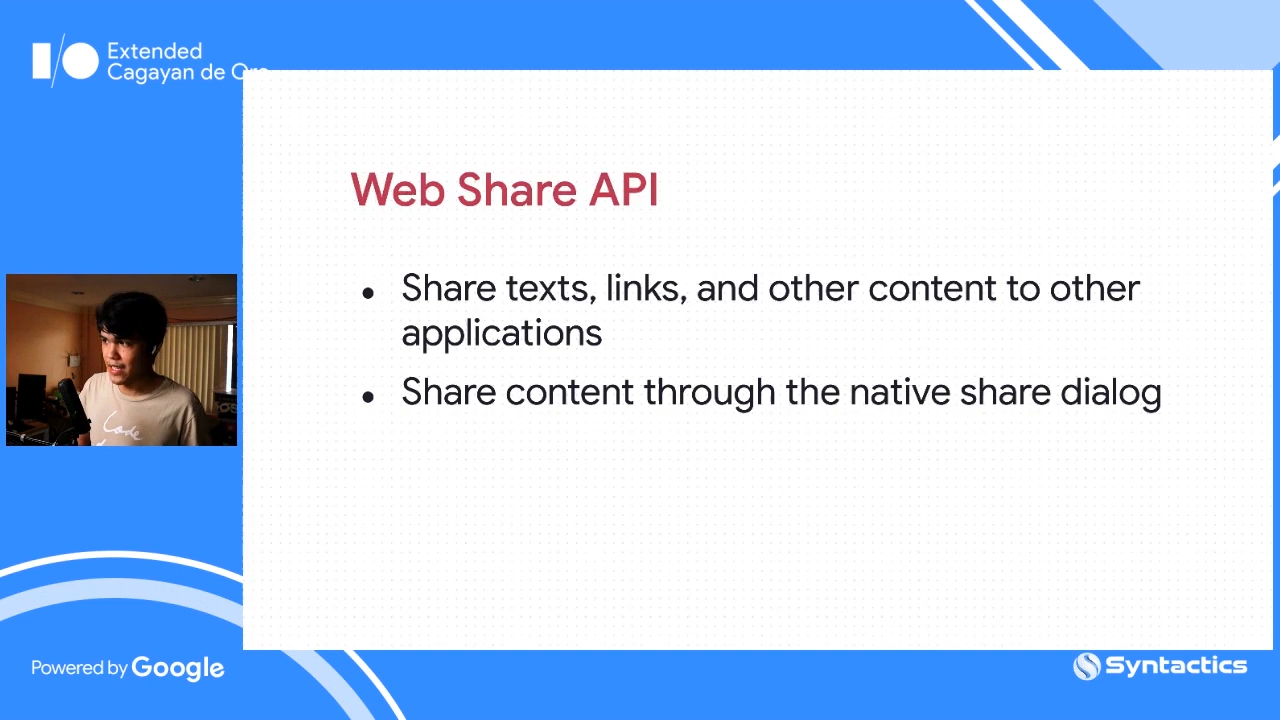 I/O Extended
Cagayan de Oro
Web Share API
• Share texts, links, and other content to other
applications
• Share content through the native share dialog
Code
Powered by Google
Syntactics